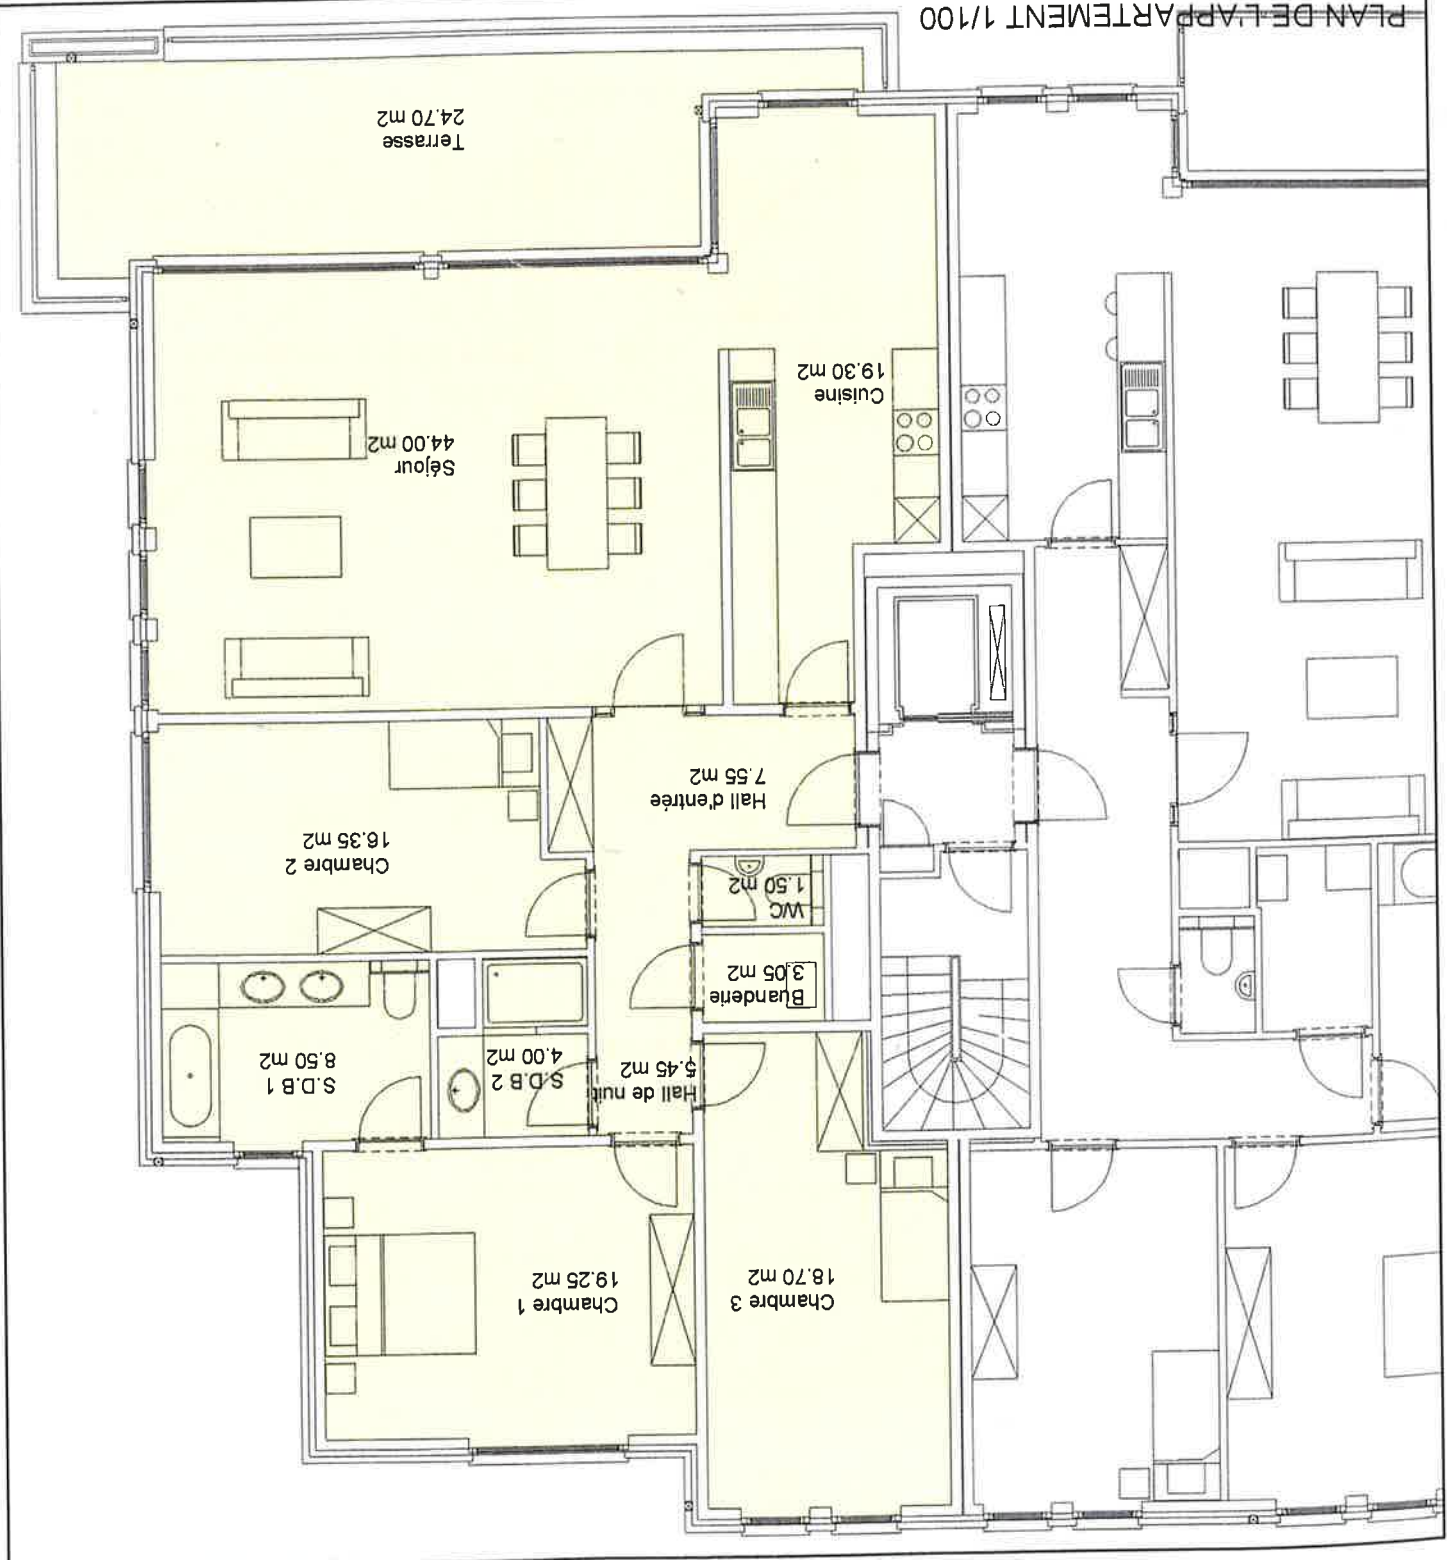 PLAN DE L'APPARTEMENT 1/100
Chambre 3
18.70 m2
Chambre 1
19.25 m2
Hall de nuit
5.45 m2
S.D.B 2
4.00 m2
S.D.B 1
8.50 m2
Buanderie
3.05 m2
WC
1.50 m2
Chambre 2
16.35 m2
Hall d'entrée
7.55 m2
Séjour
44.00 m2
Cuisine
19.30 m2
Terrasse
24.70 m2